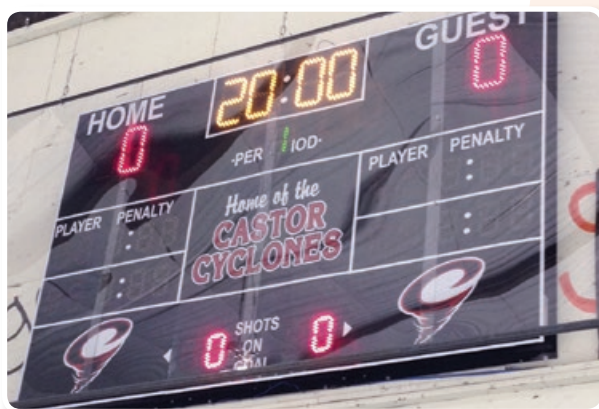 HOME 20:00 GUEST
0 0
·PER 1 IOD·
PLAYER PENALTY
PLAYER PENALTY
:
:
:
:
Home of the
CASTOR
CYCLONES
SHOTS
0 ON 0
GOAL